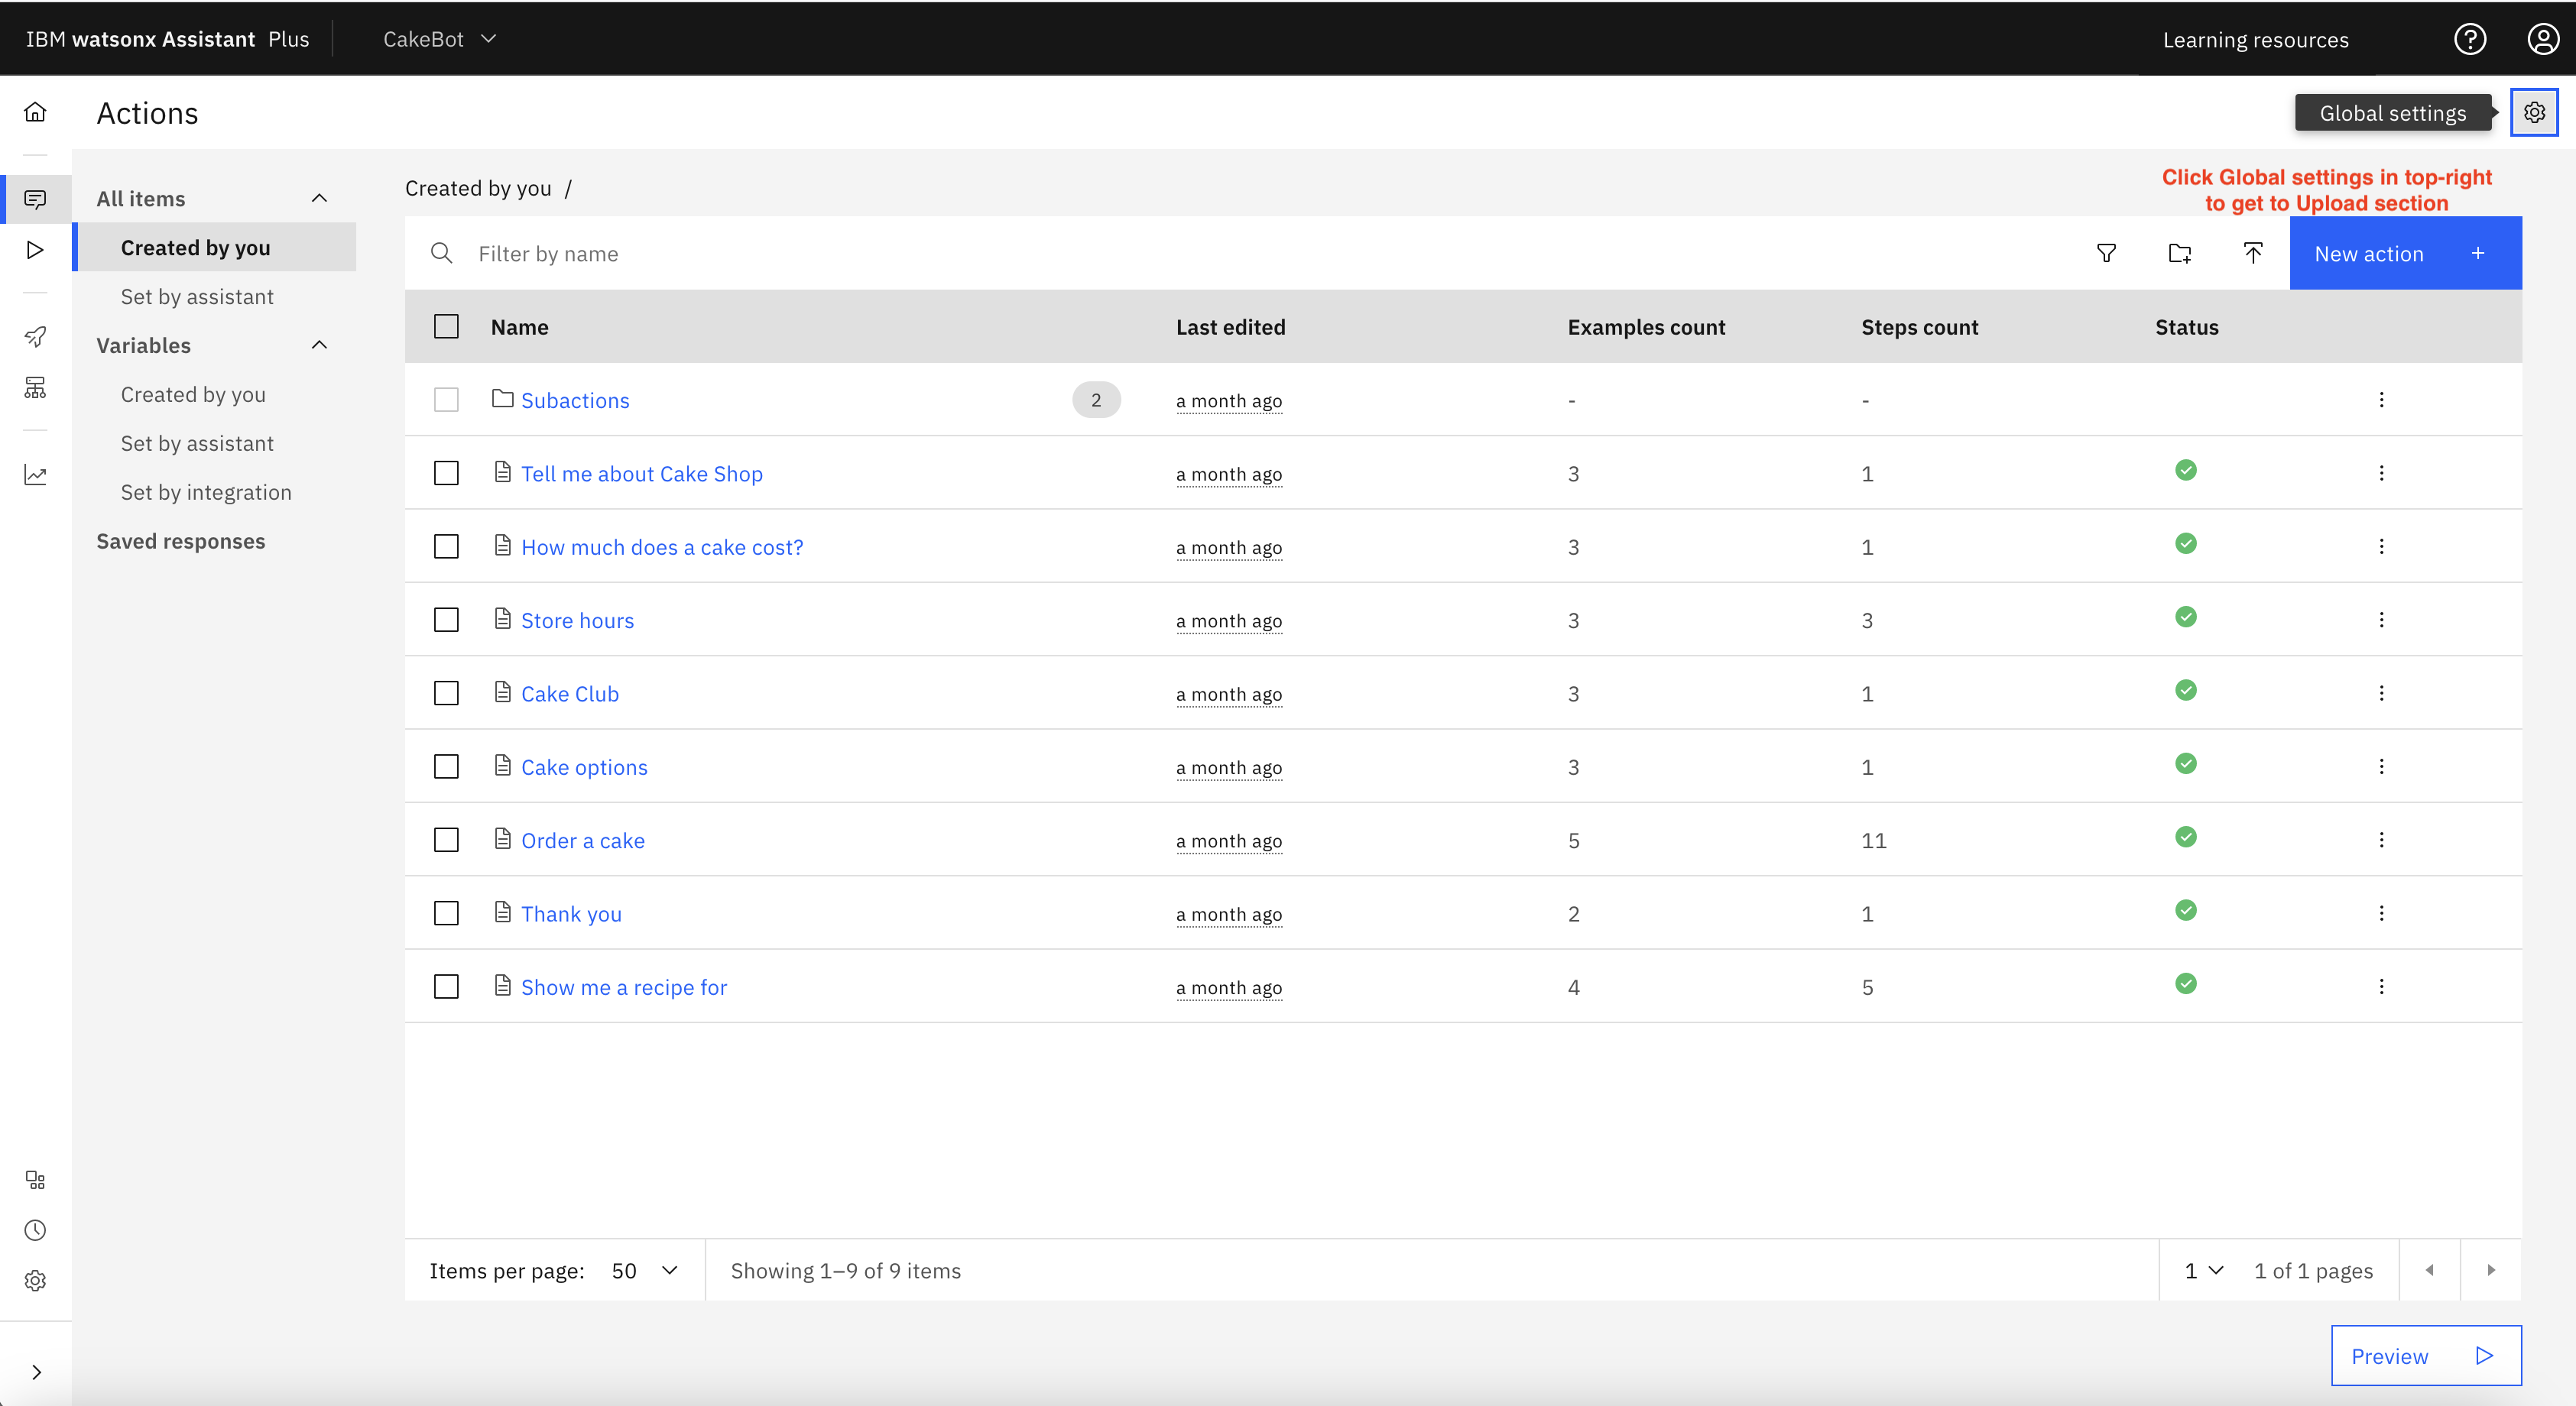 IBM watsonx Assistant Plus
CakeBot
Learning resources
Actions
Global settings
Click Global settings in top-right
to get to Upload section
All items
Created by you
Set by assistant
Variables
Created by you
Set by assistant
Set by integration
Saved responses
Created by you /
Filter by name
New action +
Name Last edited Examples count Steps count Status
Subactions 2 a month ago - -
Tell me about Cake Shop a month ago 3 1
How much does a cake cost? a month ago 3 1
Store hours a month ago 3 3
Cake Club a month ago 3 1
Cake options a month ago 3 1
Order a cake a month ago 5 11
Thank you a month ago 2 1
Show me a recipe for a month ago 4 5
Items per page: 50 Showing 1–9 of 9 items 1 1 of 1 pages
Preview